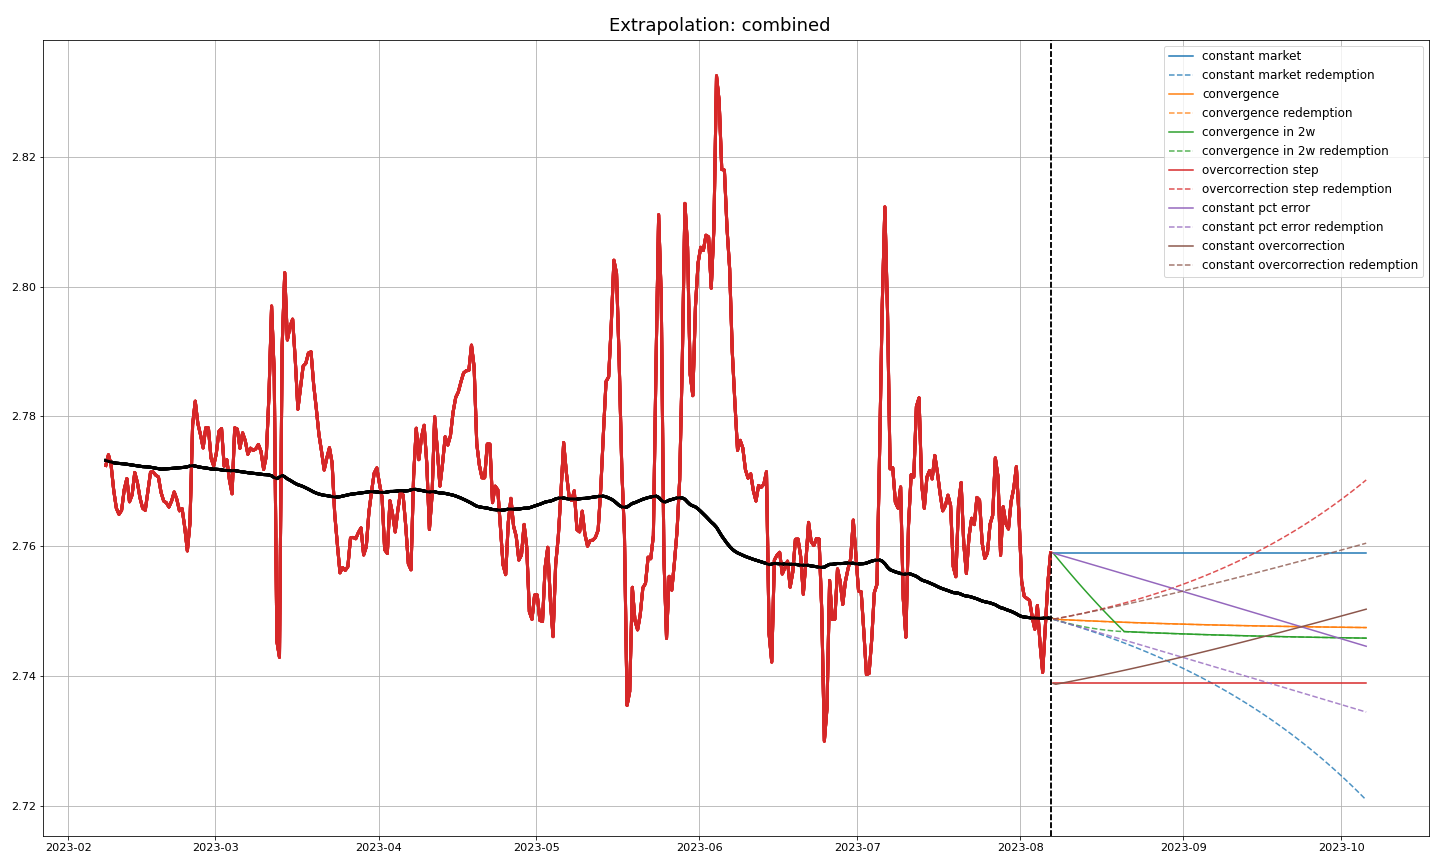 Extrapolation: combined
constant market
constant market redemption
convergence
convergence redemption
convergence in 2w
convergence in 2w redemption
overcorrection step
overcorrection step redemption
constant pct error
constant pct error redemption
constant overcorrection
constant overcorrection redemption
2.82
2.80
2.78
2.76
2.74
2.72
2023-02 2023-03 2023-04 2023-05 2023-06 2023-07 2023-08 2023-09 2023-10